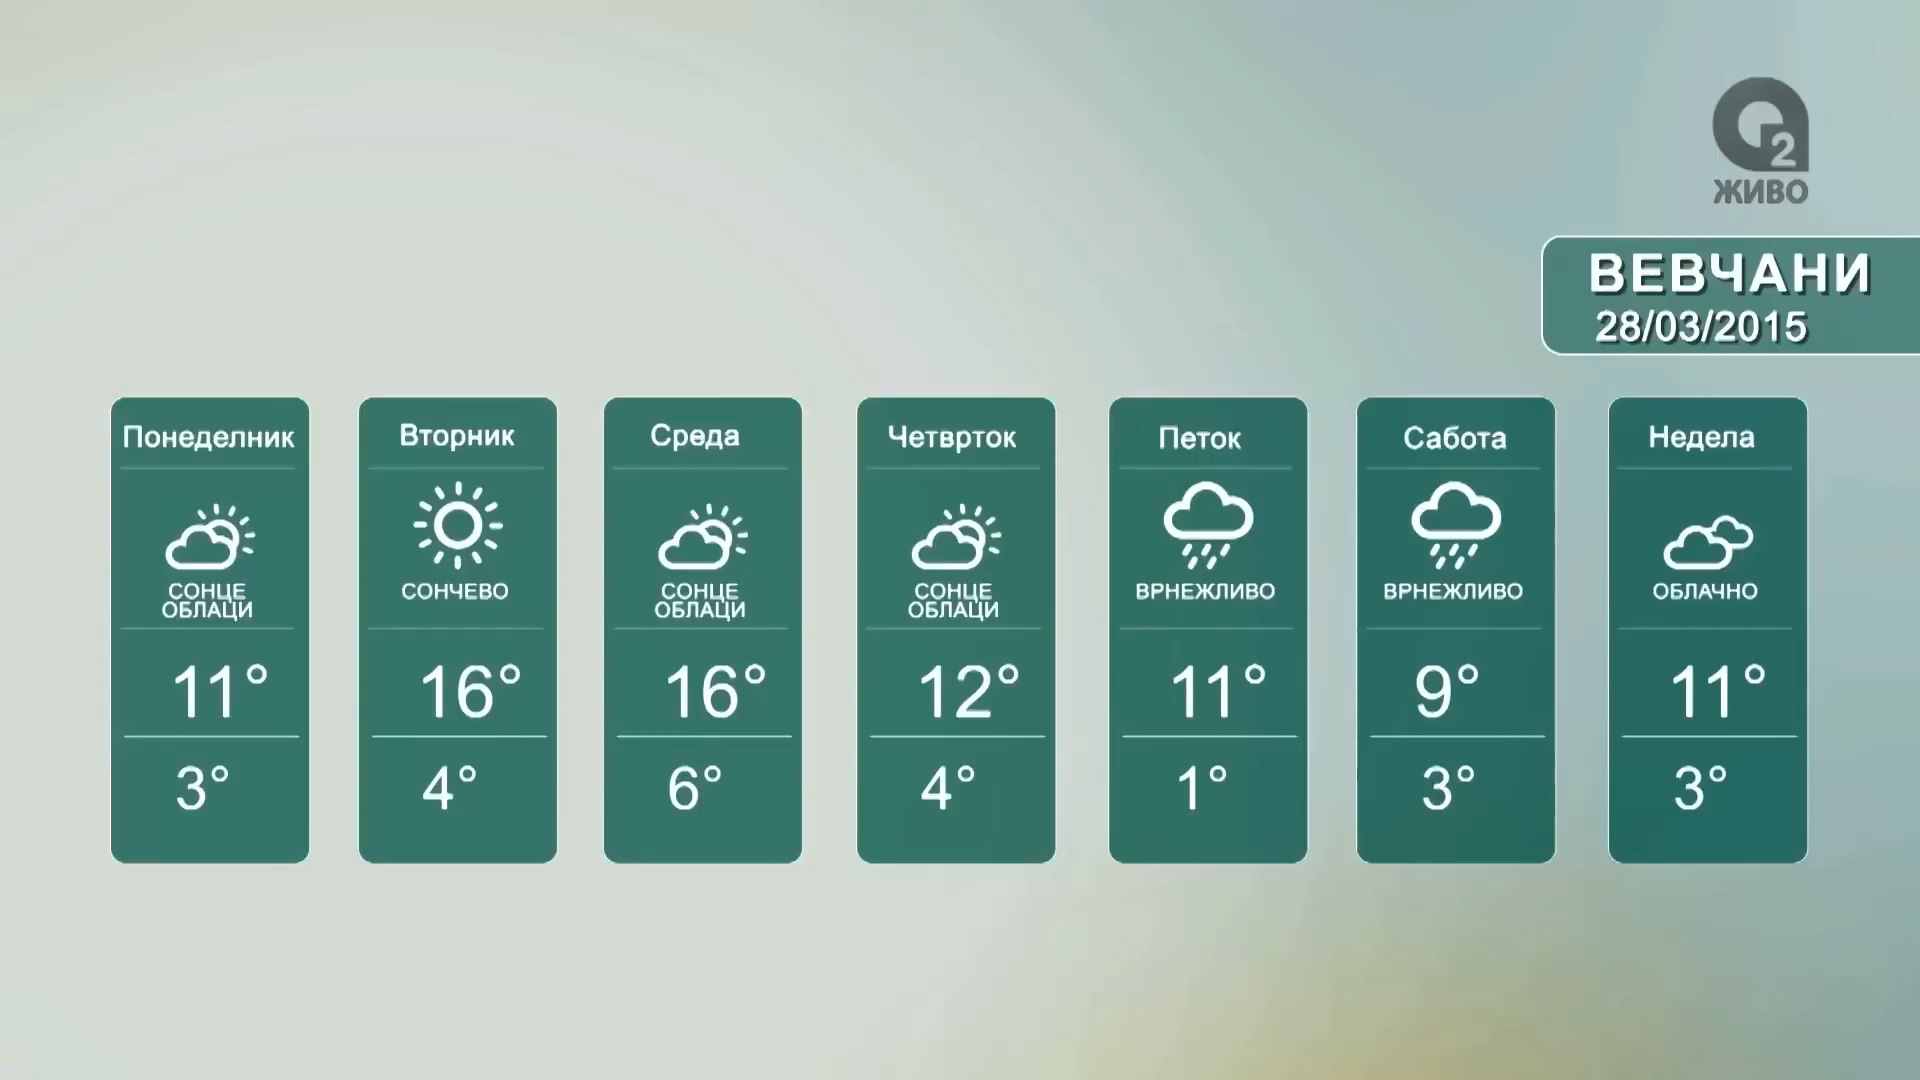 2
ЖИВО
ВЕВЧАНИ
28/03/2015
Понеделник
СОНЦЕ
ОБЛАЦИ
11°
3°
Вторник
СОНЧЕВО
16°
4°
Среда
СОНЦЕ
ОБЛАЦИ
16°
6°
Четврток
СОНЦЕ
ОБЛАЦИ
12°
4°
Петок
ВРНЕЖЛИВО
11°
1°
Сабота
ВРНЕЖЛИВО
9°
3°
Недела
ОБЛАЧНО
11°
3°